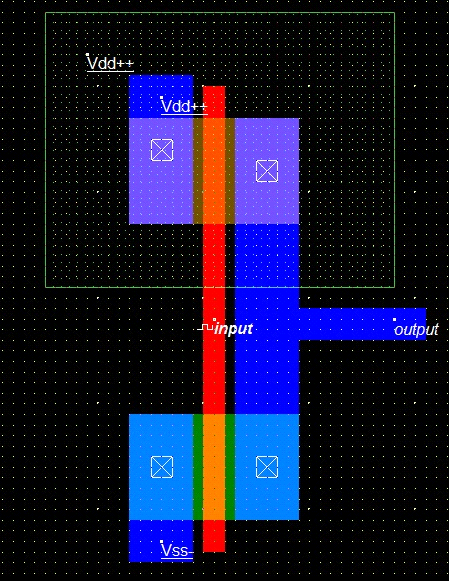 Vdd++
Vdd++
input
output
Vss-